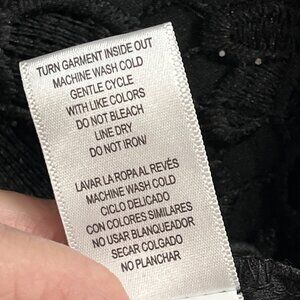 TURN GARMENT INSIDE OUT
MACHINE WASH COLD
GENTLE CYCLE
WITH LIKE COLORS
DO NOT BLEACH
LINE DRY
DO NOT IRON/
LAVAR LA ROPA AL REVÉS
MACHINE WASH COLD
CICLO DELICADO
CON COLORES SIMILARES
NO USAR BLANQUEADOR
SECAR COLGADO
NO PLANCHAR